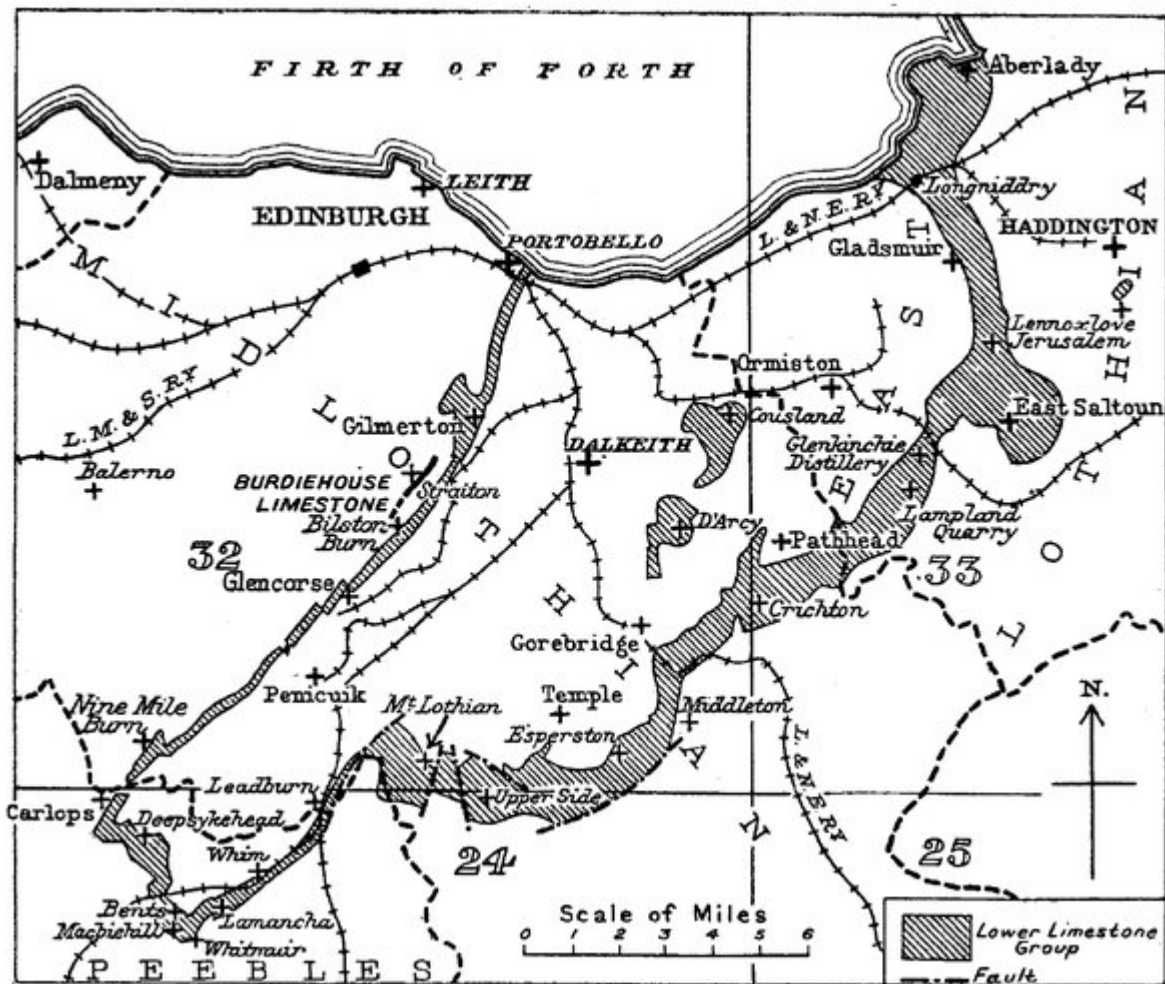 FIRTH OF FORTH
Aberlady
Dalmeny
LEITH
EDINBURGH
PORTOBELLO
L. & N.E. RY
Longniddry
HADDINGTON
Gladsmuir
Lennoxlove
Jerusalem
Ormiston
East Saltoun
Cousland
Glenkinchie
Distillery
Gilmerton
L.M. & S. RY
Balerno
DALKEITH
BURDIEHOUSE
LIMESTONE
Straiton
Bilston
Burn
D'Arcy
Pathhead
Lampland
Quarry
32
33
Glencorse
Crichton
Gorebridge
Penicuik
Nine Mile
Burn
Mt. Lothian
Temple
Middleton
Esperston
L. & N.E. RY
N.
Leadburn
Upper Side
Carlops
Deepsykehead
Whim
24
25
Bents
Macbiehill
Lamancha
Whitmuir
MIDLOTHIAN
EAST LOTHIAN
PEEBLES
Scale of Miles
0 1 2 3 4 5 6
Lower Limestone
Group
Fault